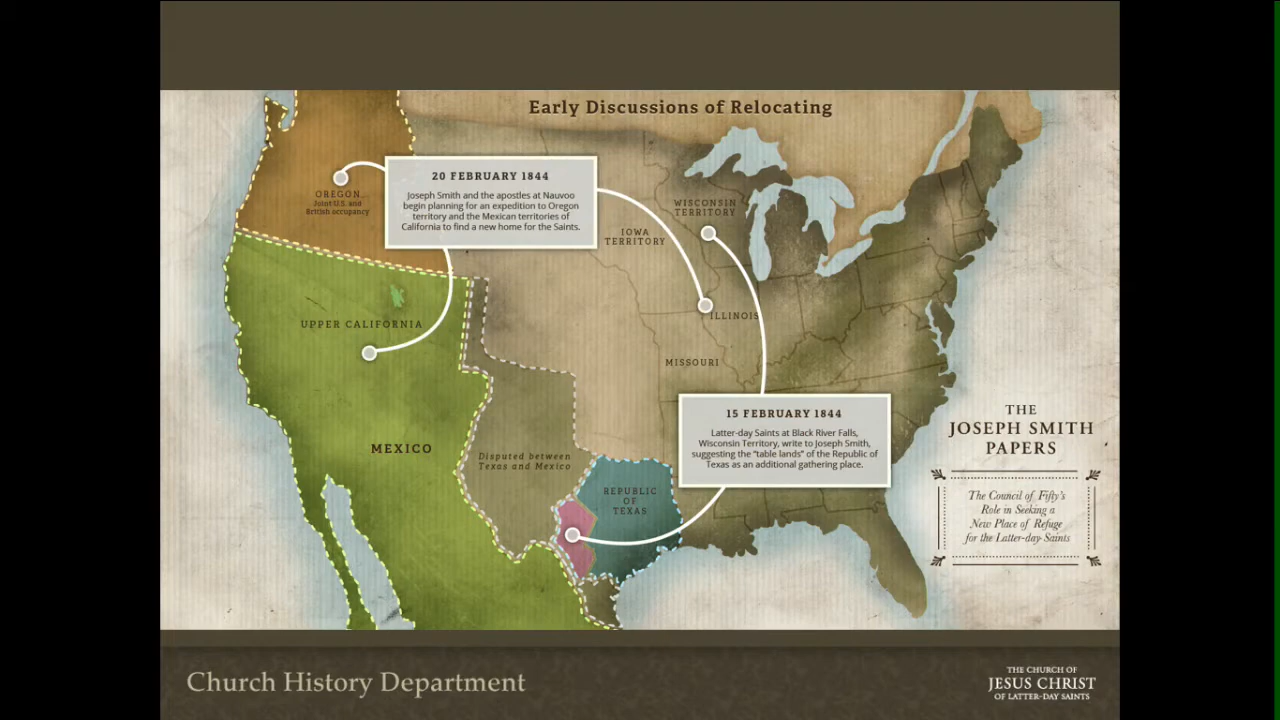 Early Discussions of Relocating
20 FEBRUARY 1844
Joseph Smith and the apostles at Nauvoo
begin planning for an expedition to Oregon
territory and the Mexican territories of
California to find a new home for the Saints.
OREGON
Joint U.S. and
British occupancy
WISCONSIN
TERRITORY
IOWA
TERRITORY
UPPER CALIFORNIA
ILLINOIS
MISSOURI
15 FEBRUARY 1844
Latter-day Saints at Black River Falls,
Wisconsin Territory, write to Joseph Smith,
suggesting the “table lands” of the Republic of
Texas as an additional gathering place.
MEXICO
Disputed between
Texas and Mexico
REPUBLIC
OF
TEXAS
THE
JOSEPH SMITH
PAPERS
The Council of Fifty’s
Role in Seeking a
New Place of Refuge
for the Latter-day Saints
Church History Department
THE CHURCH OF
JESUS CHRIST
OF LATTER-DAY SAINTS